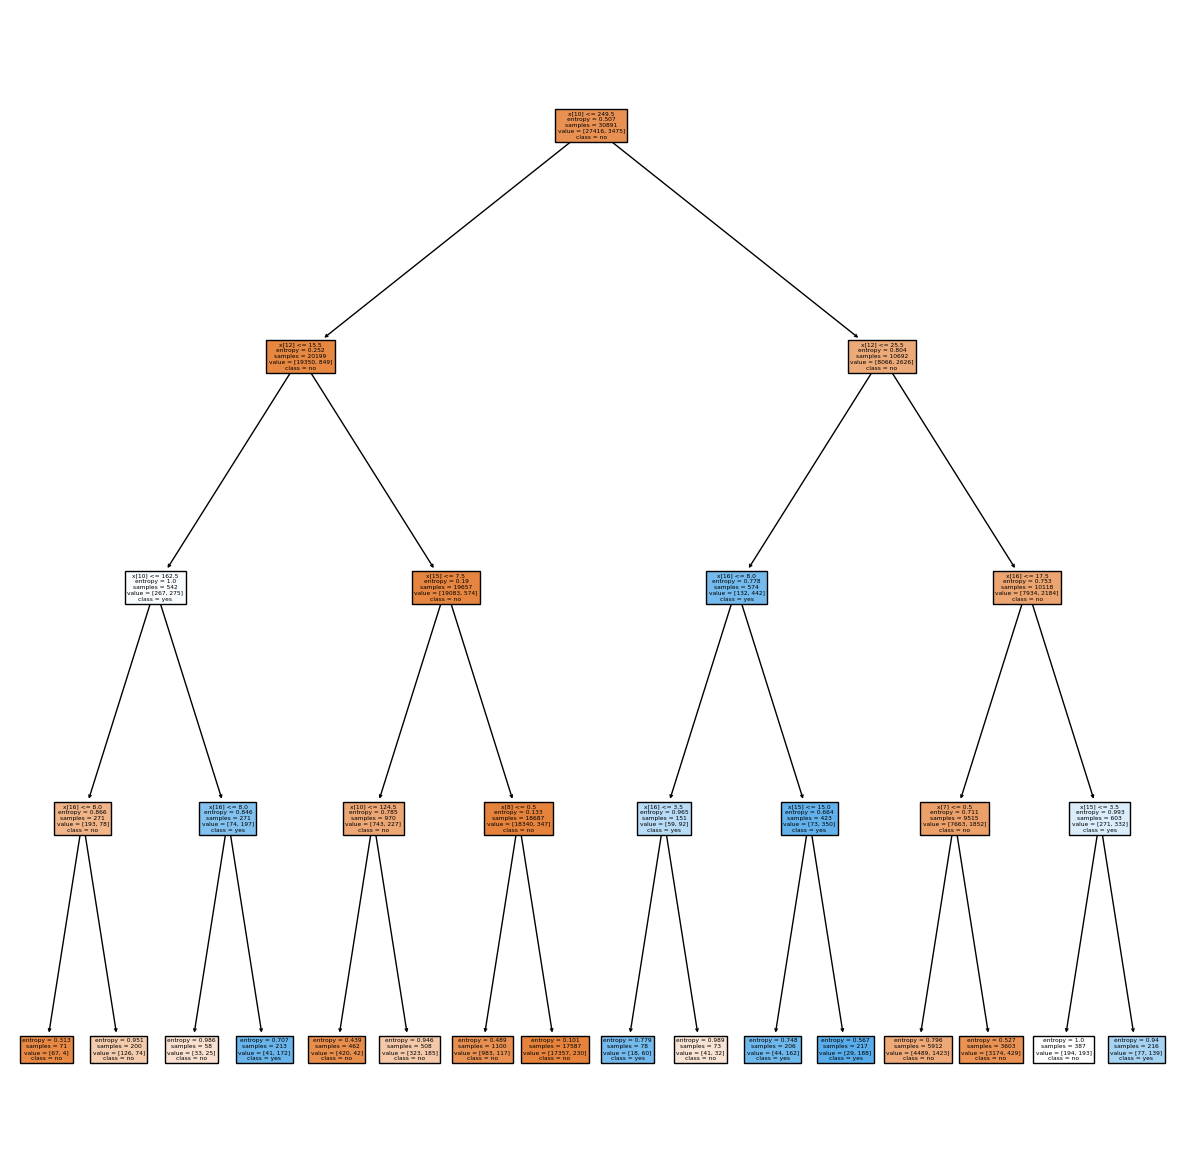 x[10] <= 249.5
entropy = 0.507
samples = 30891
value = [27416, 3475]
class = no
x[12] <= 15.5
entropy = 0.252
samples = 20199
value = [19350, 849]
class = no
x[12] <= 25.5
entropy = 0.804
samples = 10692
value = [8066, 2626]
class = no
x[10] <= 162.5
entropy = 1.0
samples = 542
value = [267, 275]
class = yes
x[15] <= 7.5
entropy = 0.19
samples = 19657
value = [19083, 574]
class = no
x[16] <= 8.0
entropy = 0.778
samples = 574
value = [132, 442]
class = yes
x[16] <= 17.5
entropy = 0.753
samples = 10118
value = [7934, 2184]
class = no
x[16] <= 8.0
entropy = 0.866
samples = 271
value = [193, 78]
class = no
x[16] <= 8.0
entropy = 0.846
samples = 271
value = [74, 197]
class = yes
x[10] <= 124.5
entropy = 0.785
samples = 970
value = [743, 227]
class = no
x[8] <= 0.5
entropy = 0.133
samples = 18687
value = [18340, 347]
class = no
x[16] <= 3.5
entropy = 0.965
samples = 151
value = [59, 92]
class = yes
x[15] <= 15.0
entropy = 0.664
samples = 423
value = [73, 350]
class = yes
x[7] <= 0.5
entropy = 0.711
samples = 9515
value = [7663, 1852]
class = no
x[15] <= 3.5
entropy = 0.993
samples = 603
value = [271, 332]
class = yes
entropy = 0.313
samples = 71
value = [67, 4]
class = no
entropy = 0.951
samples = 200
value = [126, 74]
class = no
entropy = 0.986
samples = 58
value = [33, 25]
class = no
entropy = 0.707
samples = 213
value = [41, 172]
class = yes
entropy = 0.439
samples = 462
value = [420, 42]
class = no
entropy = 0.946
samples = 508
value = [323, 185]
class = no
entropy = 0.489
samples = 1100
value = [983, 117]
class = no
entropy = 0.101
samples = 17587
value = [17357, 230]
class = no
entropy = 0.779
samples = 78
value = [18, 60]
class = yes
entropy = 0.989
samples = 73
value = [41, 32]
class = no
entropy = 0.748
samples = 206
value = [44, 162]
class = yes
entropy = 0.567
samples = 217
value = [29, 188]
class = yes
entropy = 0.796
samples = 5912
value = [4489, 1423]
class = no
entropy = 0.527
samples = 3603
value = [3174, 429]
class = no
entropy = 1.0
samples = 387
value = [194, 193]
class = no
entropy = 0.94
samples = 216
value = [77, 139]
class = yes